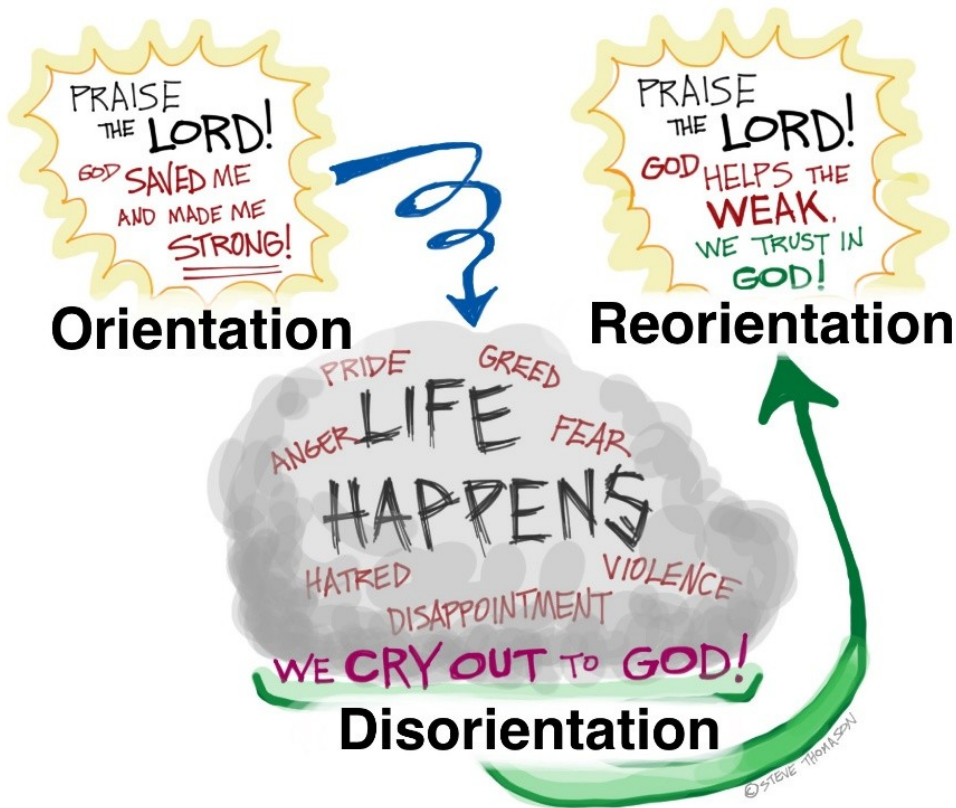 PRAISE
THE LORD!
GOD SAVED ME
AND MADE ME
STRONG!
Orientation
PRAISE
THE LORD!
GOD HELPS THE
WEAK.
WE TRUST IN
GOD!
Reorientation
PRIDE GREED
ANGER LIFE FEAR
HAPPENS
HATRED VIOLENCE
DISAPPOINTMENT
WE CRY OUT TO GOD!
Disorientation
© STEVE THOMASON